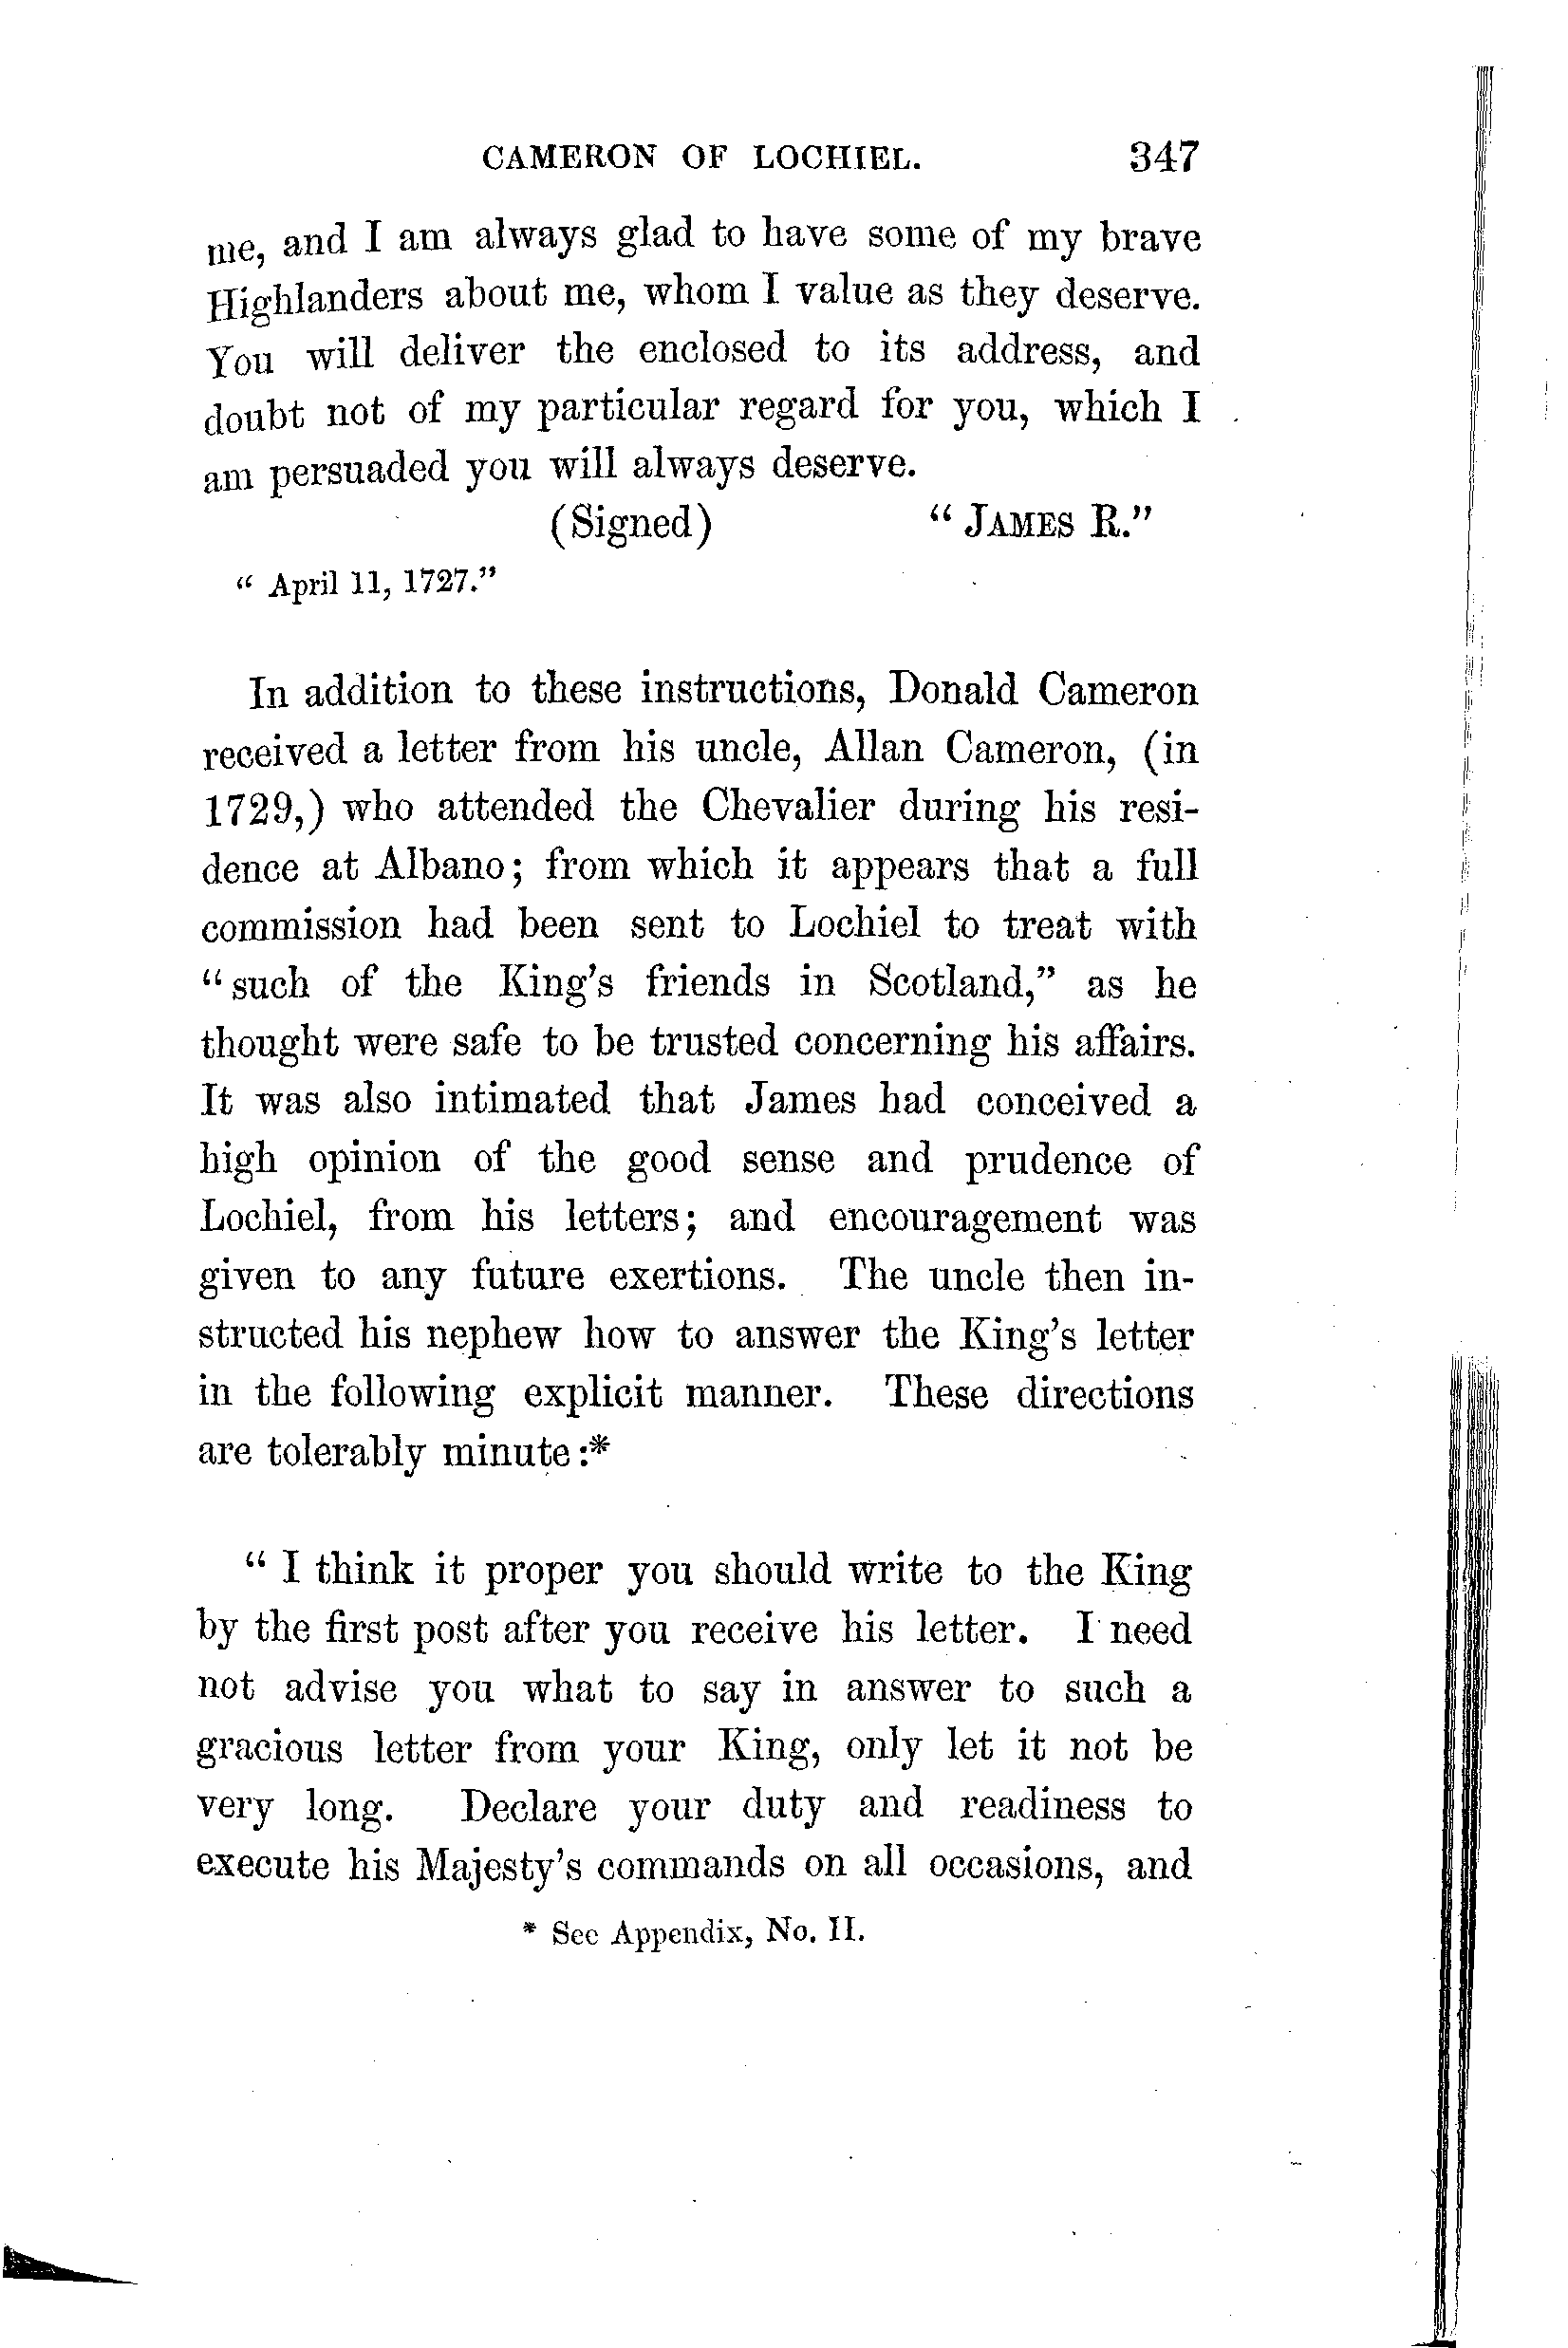 CAMERON OF LOCHIEL. 347
me, and I am always glad to have some of my brave
Highlanders about me, whom I value as they deserve.
You will deliver the enclosed to its address, and
doubt not of my particular regard for you, which I
am persuaded you will always deserve.
(Signed) “ JAMES R.”
“ April 11, 1727.”
In addition to these instructions, Donald Cameron
received a letter from his uncle, Allan Cameron, (in
1729,) who attended the Chevalier during his resi-
dence at Albano; from which it appears that a full
commission had been sent to Lochiel to treat with
“such of the King’s friends in Scotland,” as he
thought were safe to be trusted concerning his affairs.
It was also intimated that James had conceived a
high opinion of the good sense and prudence of
Lochiel, from his letters; and encouragement was
given to any future exertions. The uncle then in-
structed his nephew how to answer the King’s letter
in the following explicit manner. These directions
are tolerably minute:*
“ I think it proper you should write to the King
by the first post after you receive his letter. I need
not advise you what to say in answer to such a
gracious letter from your King, only let it not be
very long. Declare your duty and readiness to
execute his Majesty’s commands on all occasions, and
* See Appendix, No. II.